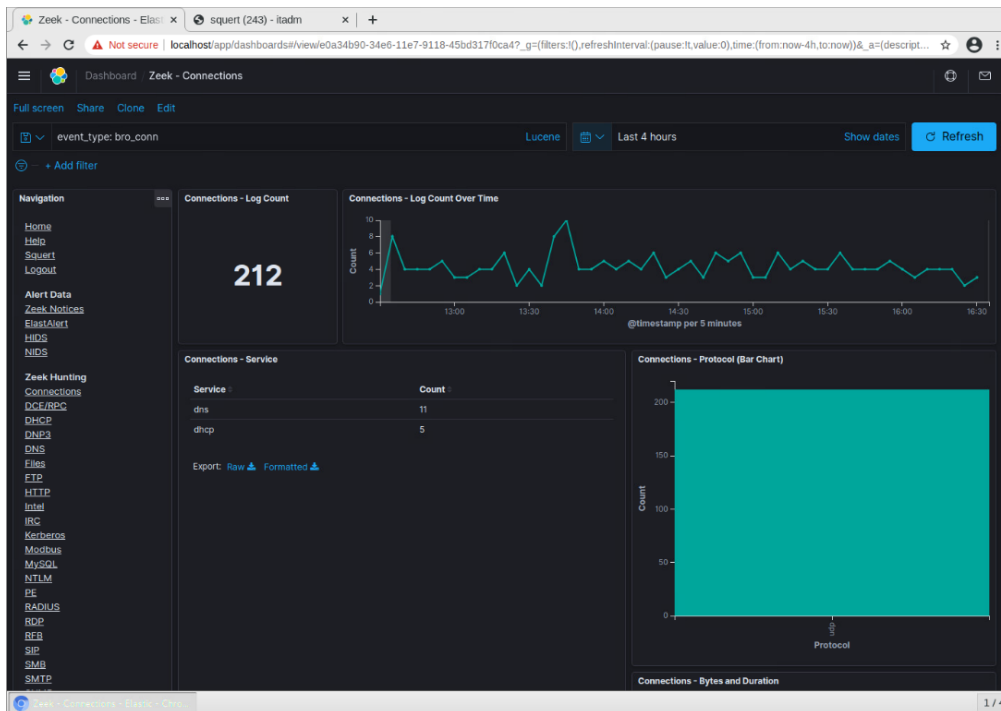 Zeek - Connections - Elast
squert (243) - itadm
Not secure
localhost/app/dashboards#/view/e0a34b90-34e6-11e7-9118-45bd317f0ca4?_g=(filters:!(),refreshInterval:(pause:!t,value:0),time:(from:now-4h,to:now))&_a=(descript...
Dashboard Zeek - Connections
Full screen Share Clone Edit
event_type: bro_conn
Lucene
Last 4 hours
Show dates
Refresh
+ Add filter
Navigation
Home
Help
Squert
Logout
Alert Data
Zeek Notices
ElastAlert
HIDS
NIDS
Zeek Hunting
Connections
DCE/RPC
DHCP
DNP3
DNS
Files
FTP
HTTP
Intel
IRC
Kerberos
Modbus
MySQL
NTLM
PE
RADIUS
RDP
RFB
SIP
SMB
SMTP
Connections - Log Count
212
Connections - Log Count Over Time
Count
10
8
6
4
2
0
13:00 13:30 14:00 14:30 15:00 15:30 16:00 16:30
@timestamp per 5 minutes
Connections - Service
Service Count
dns 11
dhcp 5
Export: Raw Formatted
Connections - Protocol (Bar Chart)
Count
200
150
100
50
0
udp
Protocol
Connections - Bytes and Duration
Zeek - Connections - Elastic - Chro...
1 / 4